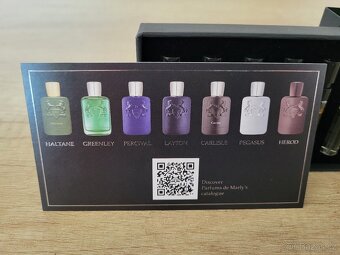 HALTANE GREENLEY PERCIVAL LAYTON CARLISLE PEGASUS HEROD
Discover
Parfums de Marly's
catalogue